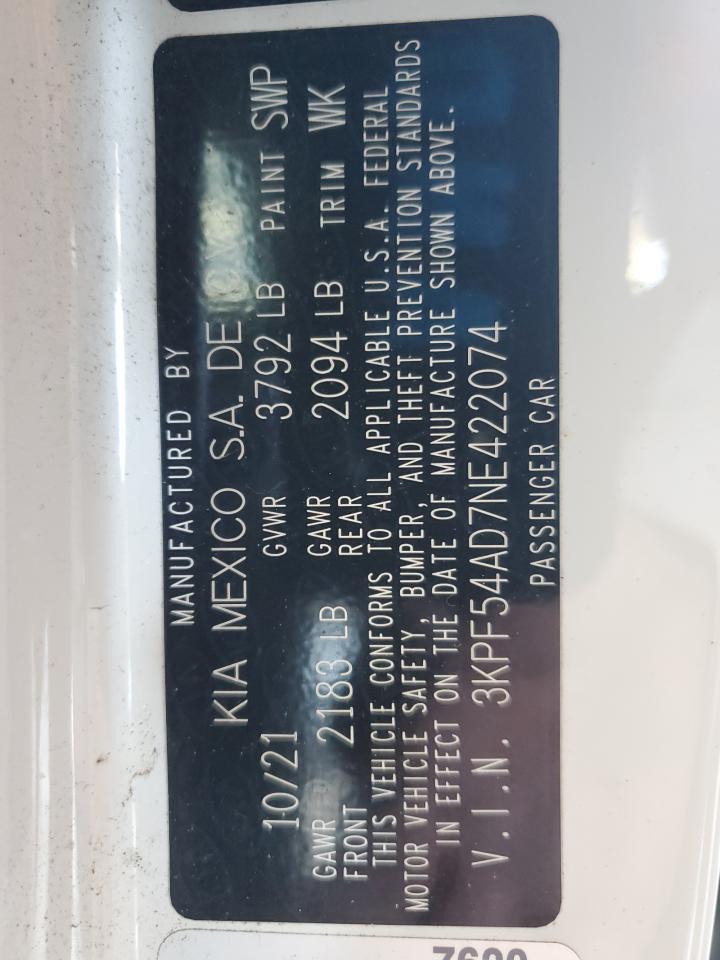 MANUFACTURED BY
KIA MEXICO S.A. DE
10/21 GVWR 3792 LB PAINT SWP
GAWR FRONT 2183 LB GAWR REAR 2094 LB TRIM WK
THIS VEHICLE CONFORMS TO ALL APPLICABLE U.S.A. FEDERAL
MOTOR VEHICLE SAFETY, BUMPER, AND THEFT PREVENTION STANDARDS
IN EFFECT ON THE DATE OF MANUFACTURE SHOWN ABOVE.
V.I.N. 3KPF54AD7NE422074
PASSENGER CAR